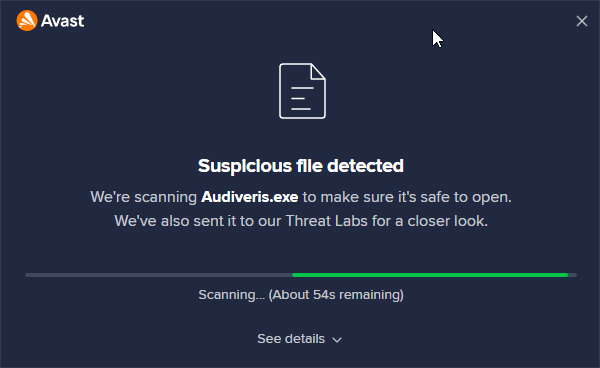 Avast
Suspicious file detected
We're scanning Audiveris.exe to make sure it's safe to open.
We've also sent it to our Threat Labs for a closer look.
Scanning... (About 54s remaining)
See details